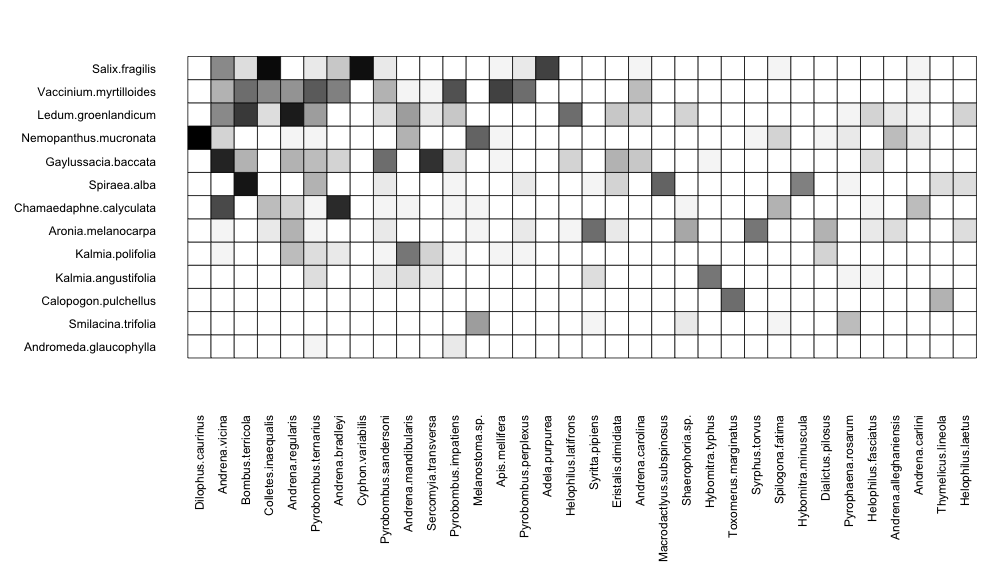 Salix.fragilis
Vaccinium.myrtilloides
Ledum.groenlandicum
Nemopanthus.mucronata
Gaylussacia.baccata
Spiraea.alba
Chamaedaphne.calyculata
Aronia.melanocarpa
Kalmia.polifolia
Kalmia.angustifolia
Calopogon.pulchellus
Smilacina.trifolia
Andromeda.glaucophylla
Dilophus.caurinus
Andrena.vicina
Bombus.terricola
Colletes.inaequalis
Andrena.regularis
Pyrobombus.ternarius
Andrena.bradleyi
Cyphon.variabilis
Pyrobombus.sandersoni
Andrena.mandibularis
Sercomyia.transversa
Pyrobombus.impatiens
Melanostoma.sp.
Apis.mellifera
Pyrobombus.perplexus
Adela.purpurea
Helophilus.latifrons
Syritta.pipiens
Eristalis.dimidiata
Andrena.carolina
Macrodactyus.subspinosus
Shaerophoria.sp.
Hybomitra.typhus
Toxomerus.marginatus
Syrphus.torvus
Spilogona.fatima
Hybomitra.minuscula
Dialictus.pilosus
Pyrophaena.rosarum
Helophilus.fasciatus
Andrena.alleghaniensis
Andrena.carlini
Thymelicus.lineola
Helophilus.laetus